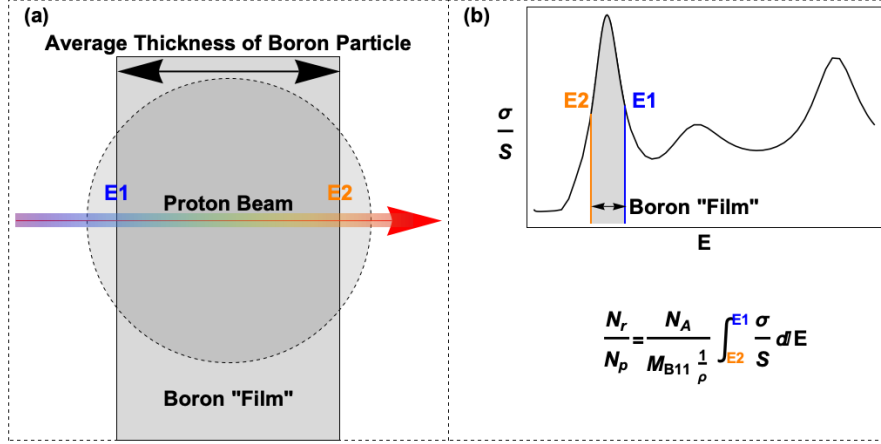 (a)
Average Thickness of Boron Particle
E1
E2
Proton Beam
Boron "Film"
(b)
σ/S
E2
E1
Boron "Film"
E
N_r/N_p = N_A/(M_B11 1/ρ) ∫_E2^E1 σ/S dE